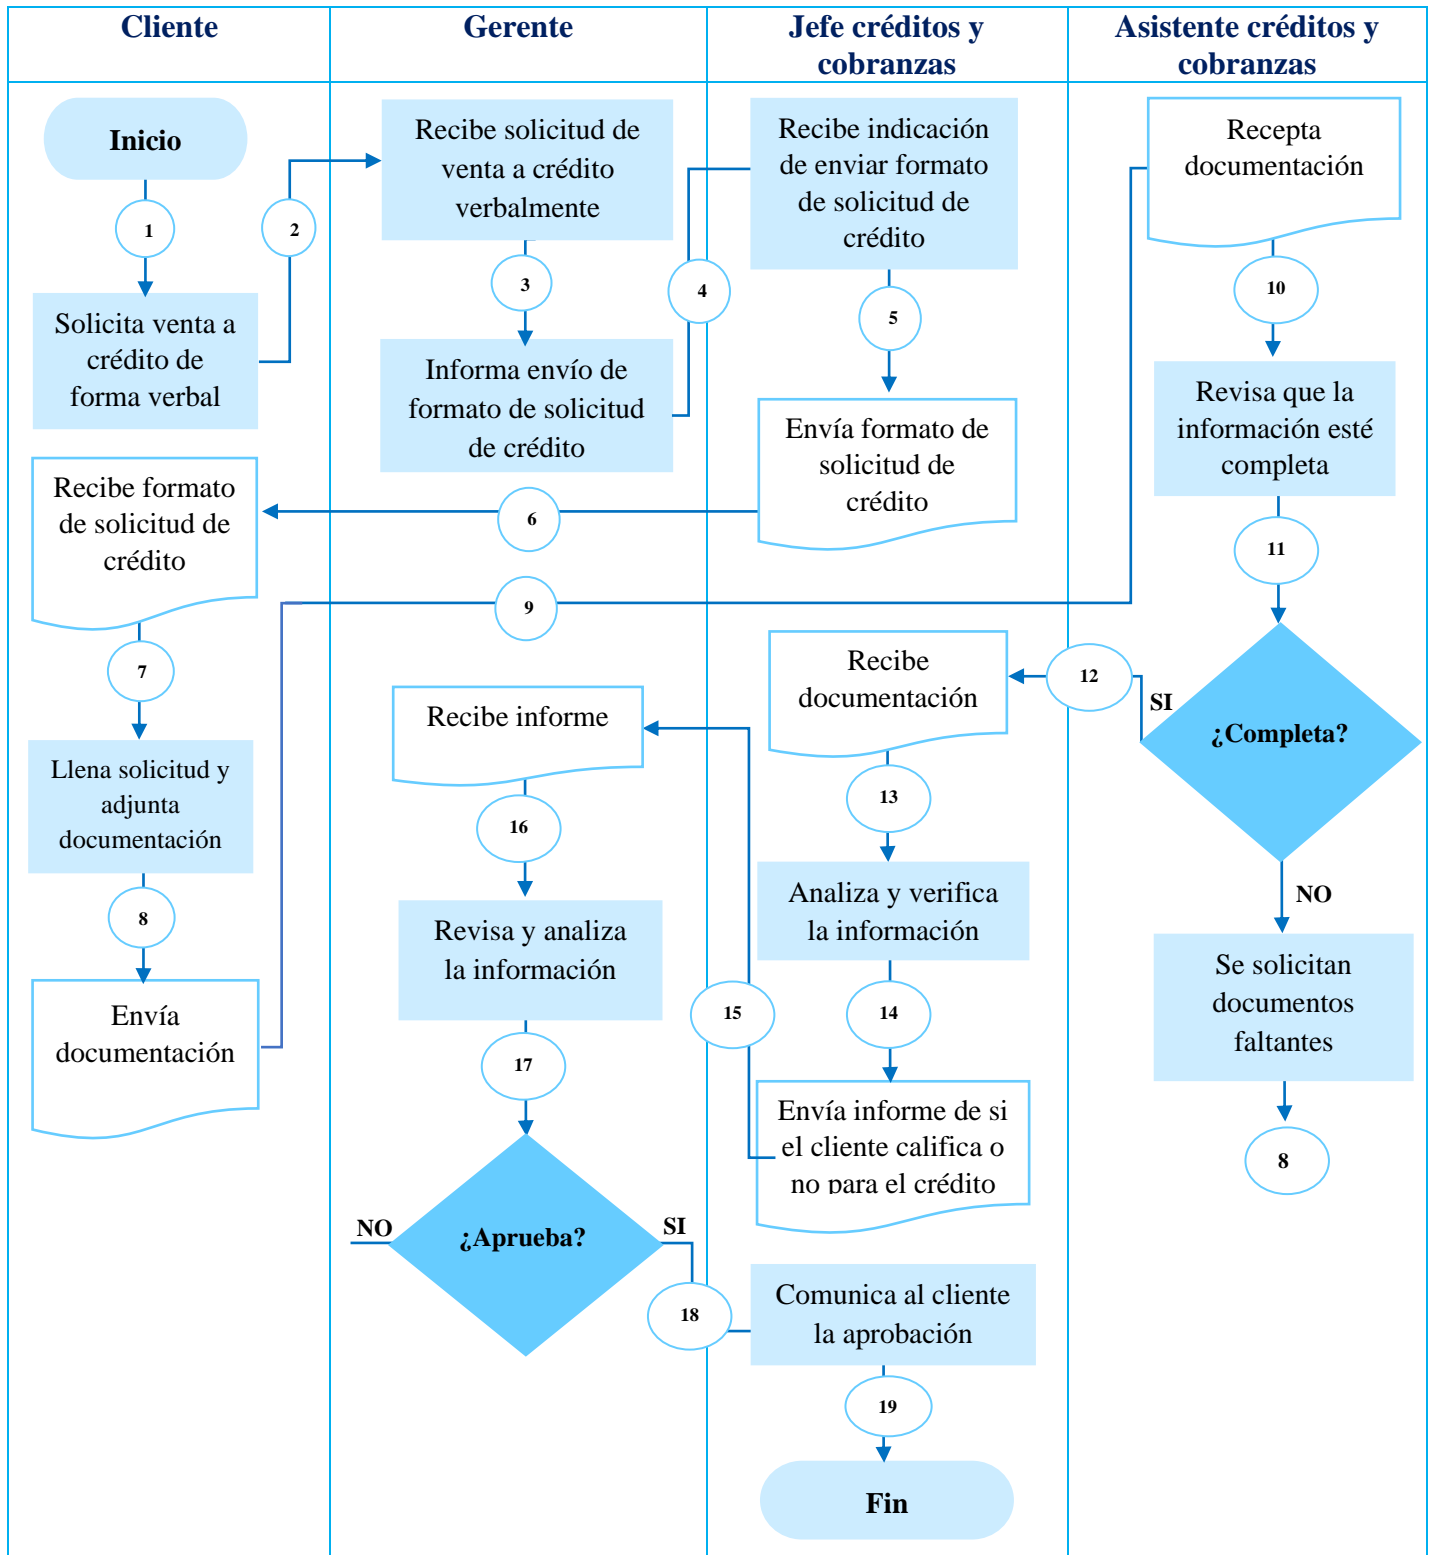 Cliente
Gerente
Jefe créditos y
cobranzas
Asistente créditos y
cobranzas
Inicio
1
Solicita venta a
crédito de
forma verbal
2
Recibe solicitud de
venta a crédito
verbalmente
3
Informa envío de
formato de solicitud
de crédito
4
Recibe indicación
de enviar formato
de solicitud de
crédito
5
Envía formato de
solicitud de
crédito
6
Recibe formato
de solicitud de
crédito
7
Llena solicitud y
adjunta
documentación
8
Envía
documentación
9
Recepta
documentación
10
Revisa que la
información esté
completa
11
¿Completa?
SI
12
NO
Se solicitan
documentos
faltantes
8
Recibe
documentación
13
Analiza y verifica
la información
14
Envía informe de si
el cliente califica o
no para el crédito
15
Recibe informe
16
Revisa y analiza
la información
17
¿Aprueba?
NO
SI
18
Comunica al cliente
la aprobación
19
Fin